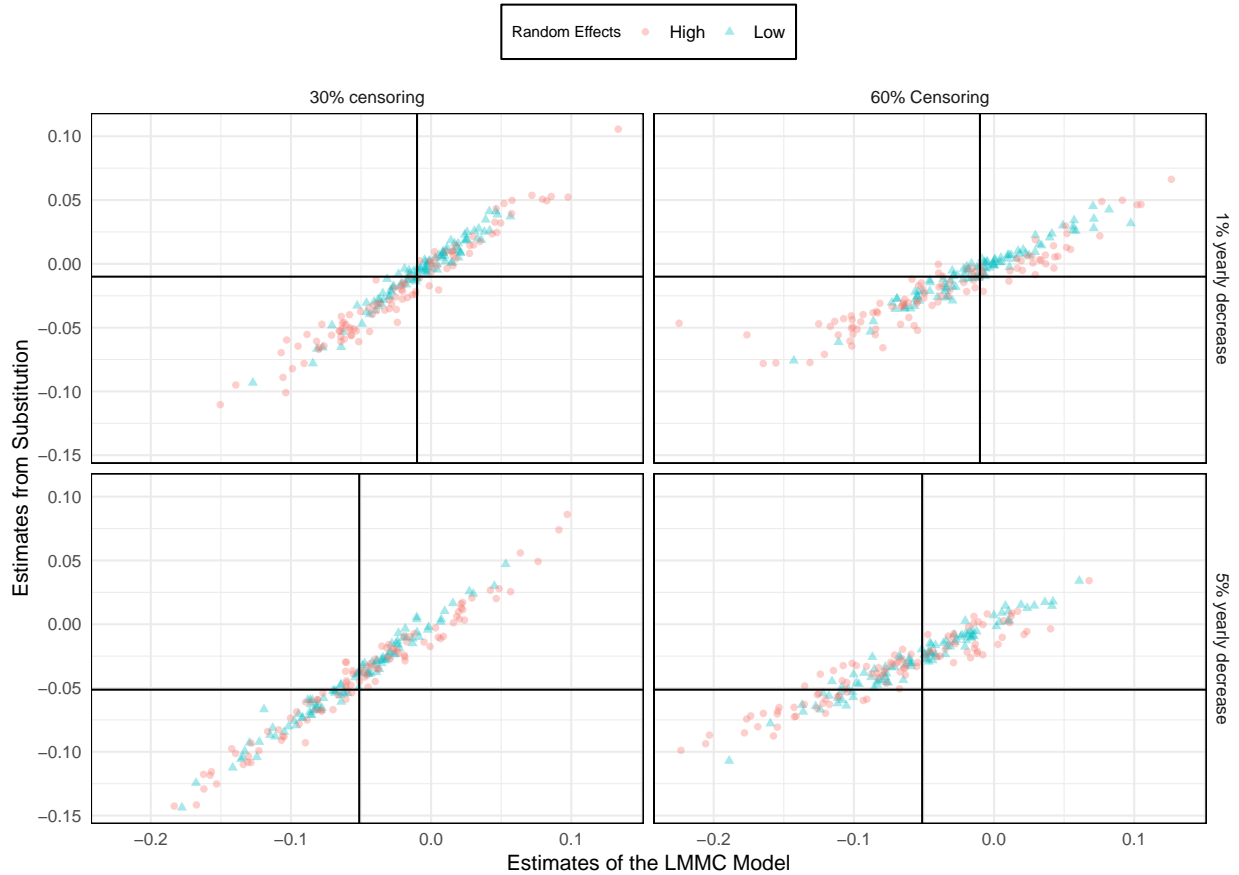 Random Effects High Low
30% censoring
60% Censoring
0.10
0.05
0.00
−0.05
−0.10
−0.15
1% yearly decrease
0.10
0.05
0.00
−0.05
−0.10
−0.15
5% yearly decrease
Estimates from Substitution
−0.2 −0.1 0.0 0.1
−0.2 −0.1 0.0 0.1
Estimates of the LMMC Model